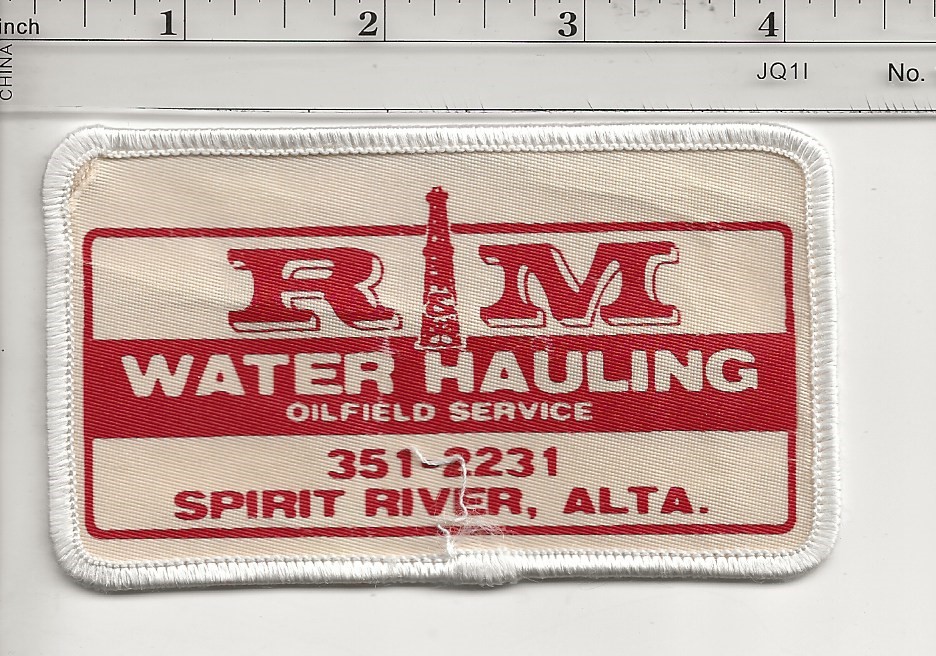 inch 1 2 3 4
CHINA
JQ1I No.
R M
WATER HAULING
OILFIELD SERVICE
351-2231
SPIRIT RIVER, ALTA.